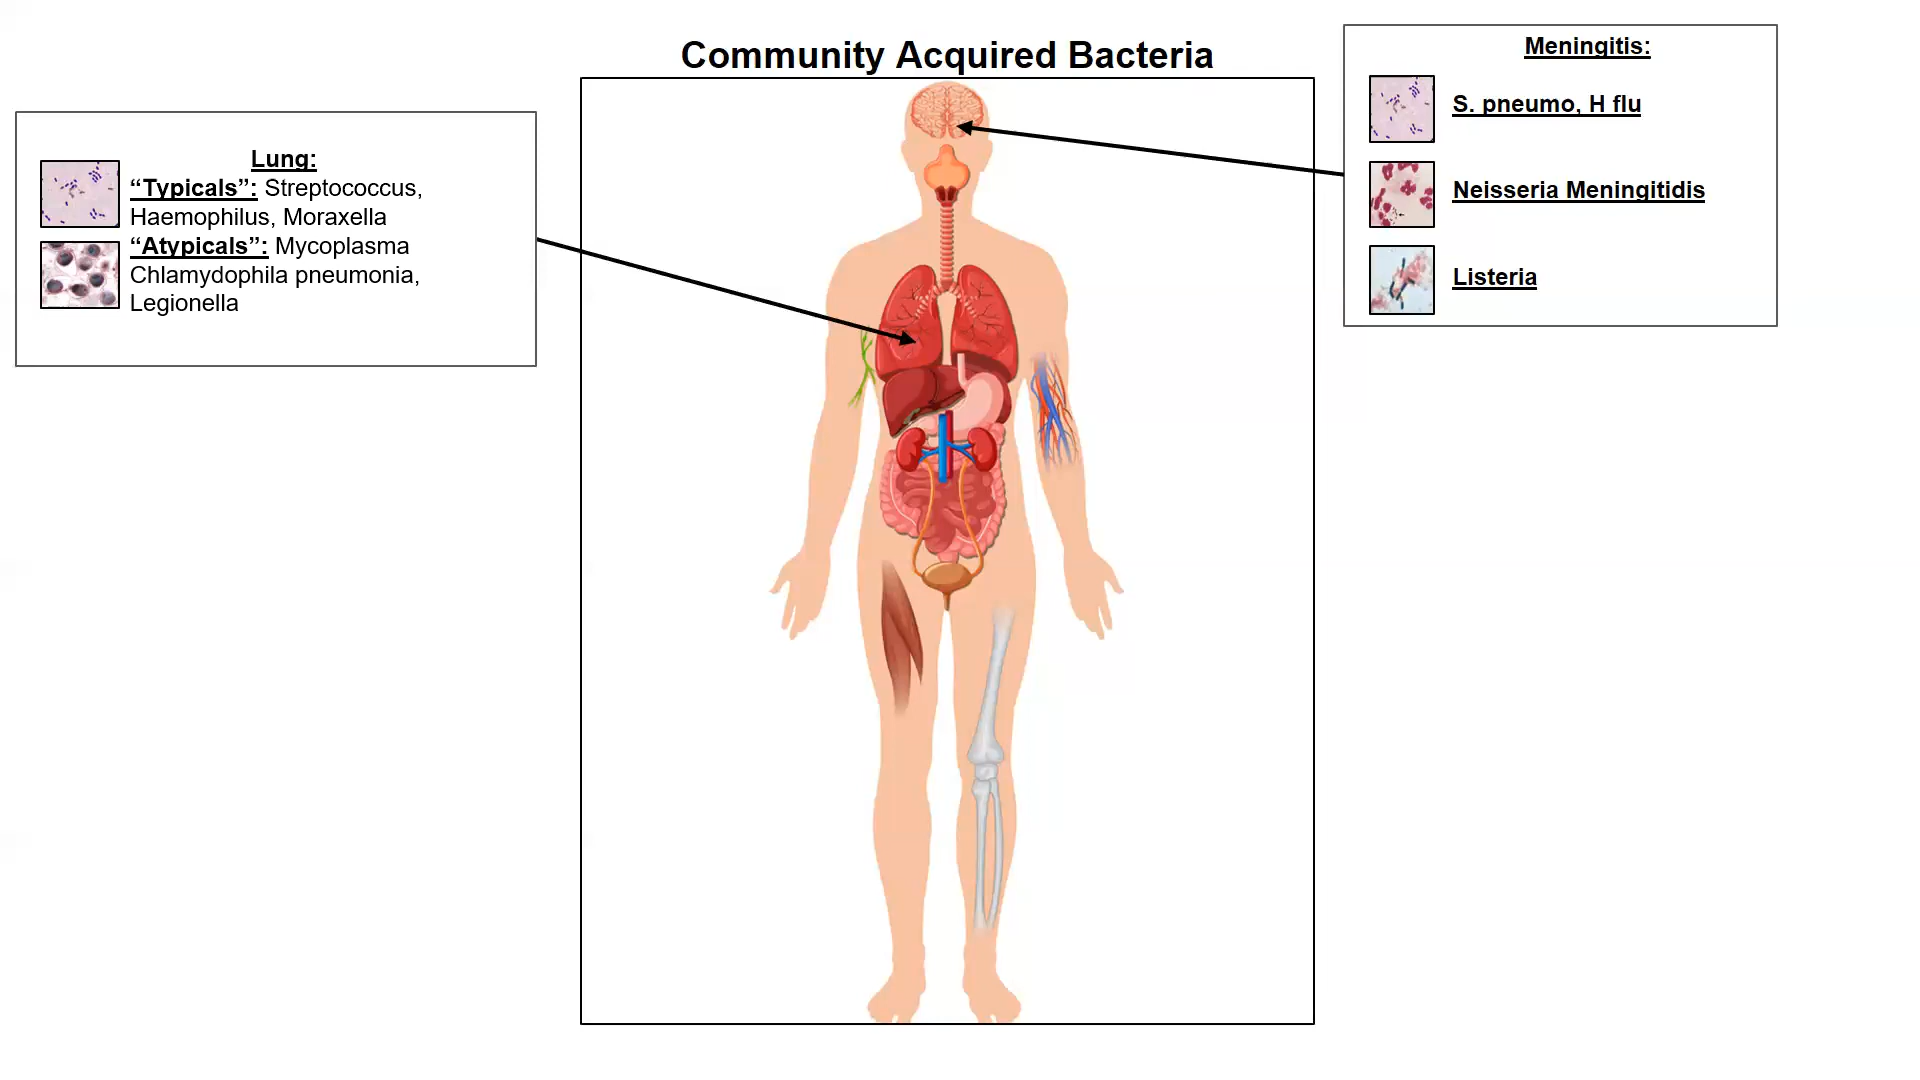 Community Acquired Bacteria
Lung:
“Typicals”: Streptococcus,
Haemophilus, Moraxella
“Atypicals”: Mycoplasma
Chlamydophila pneumonia,
Legionella
Meningitis:
S. pneumo, H flu
Neisseria Meningitidis
Listeria